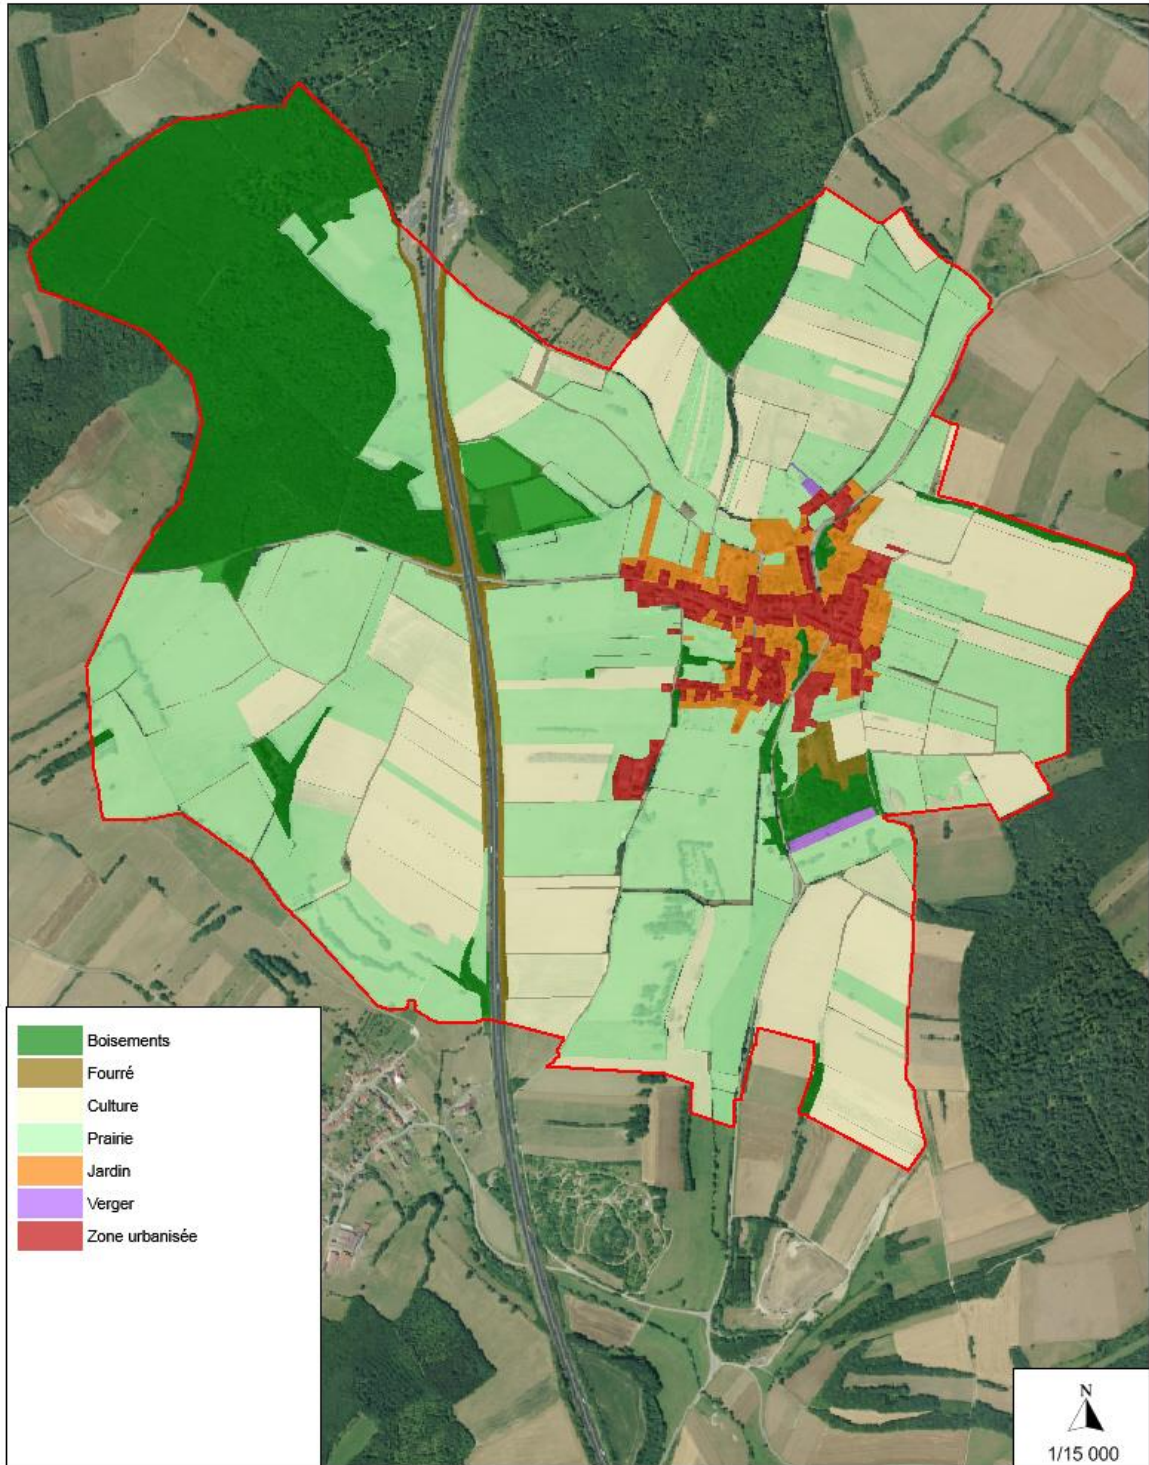 Boisements
Fourré
Culture
Prairie
Jardin
Verger
Zone urbanisée
N
1/15 000